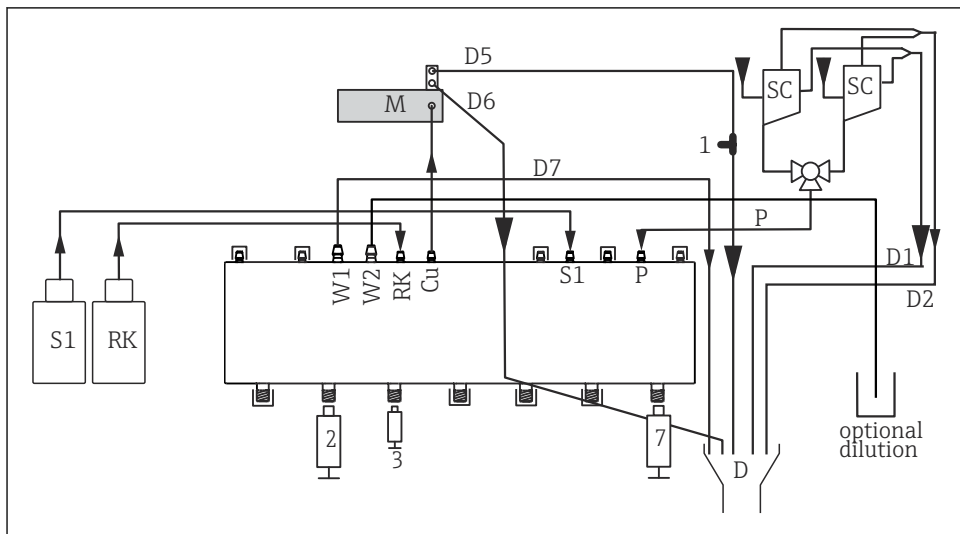 D5
SC
SC
M
D6
1
D7
P
W1
W2
RK
Cu
S1
P
D1
D2
S1
RK
2
3
7
D
optional
dilution